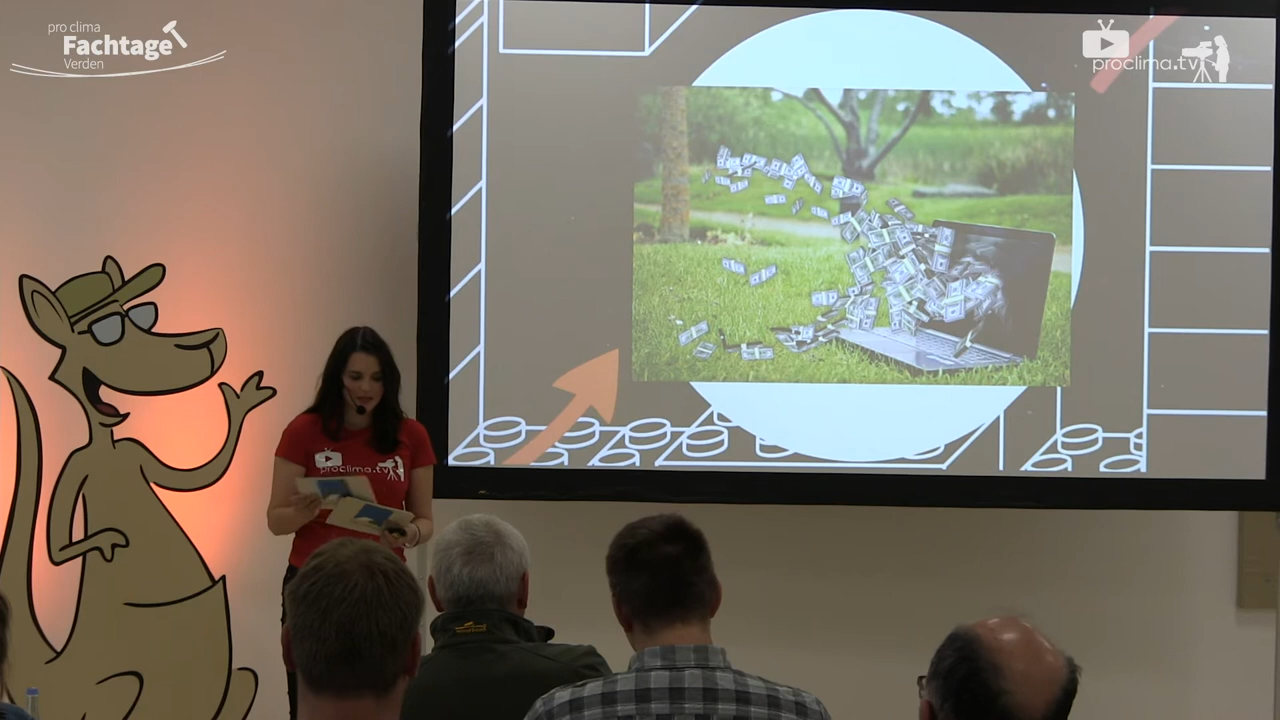 pro clima
Fachtage
Verden
proclima.tv
proclima.tv